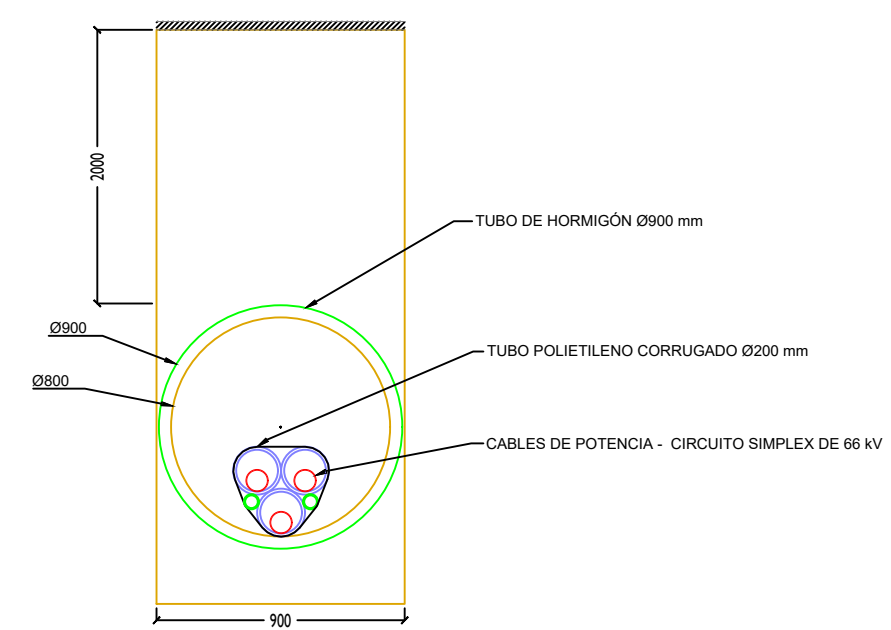 2000
TUBO DE HORMIGÓN Ø900 mm
Ø900
TUBO POLIETILENO CORRUGADO Ø200 mm
Ø800
CABLES DE POTENCIA - CIRCUITO SIMPLEX DE 66 kV
900